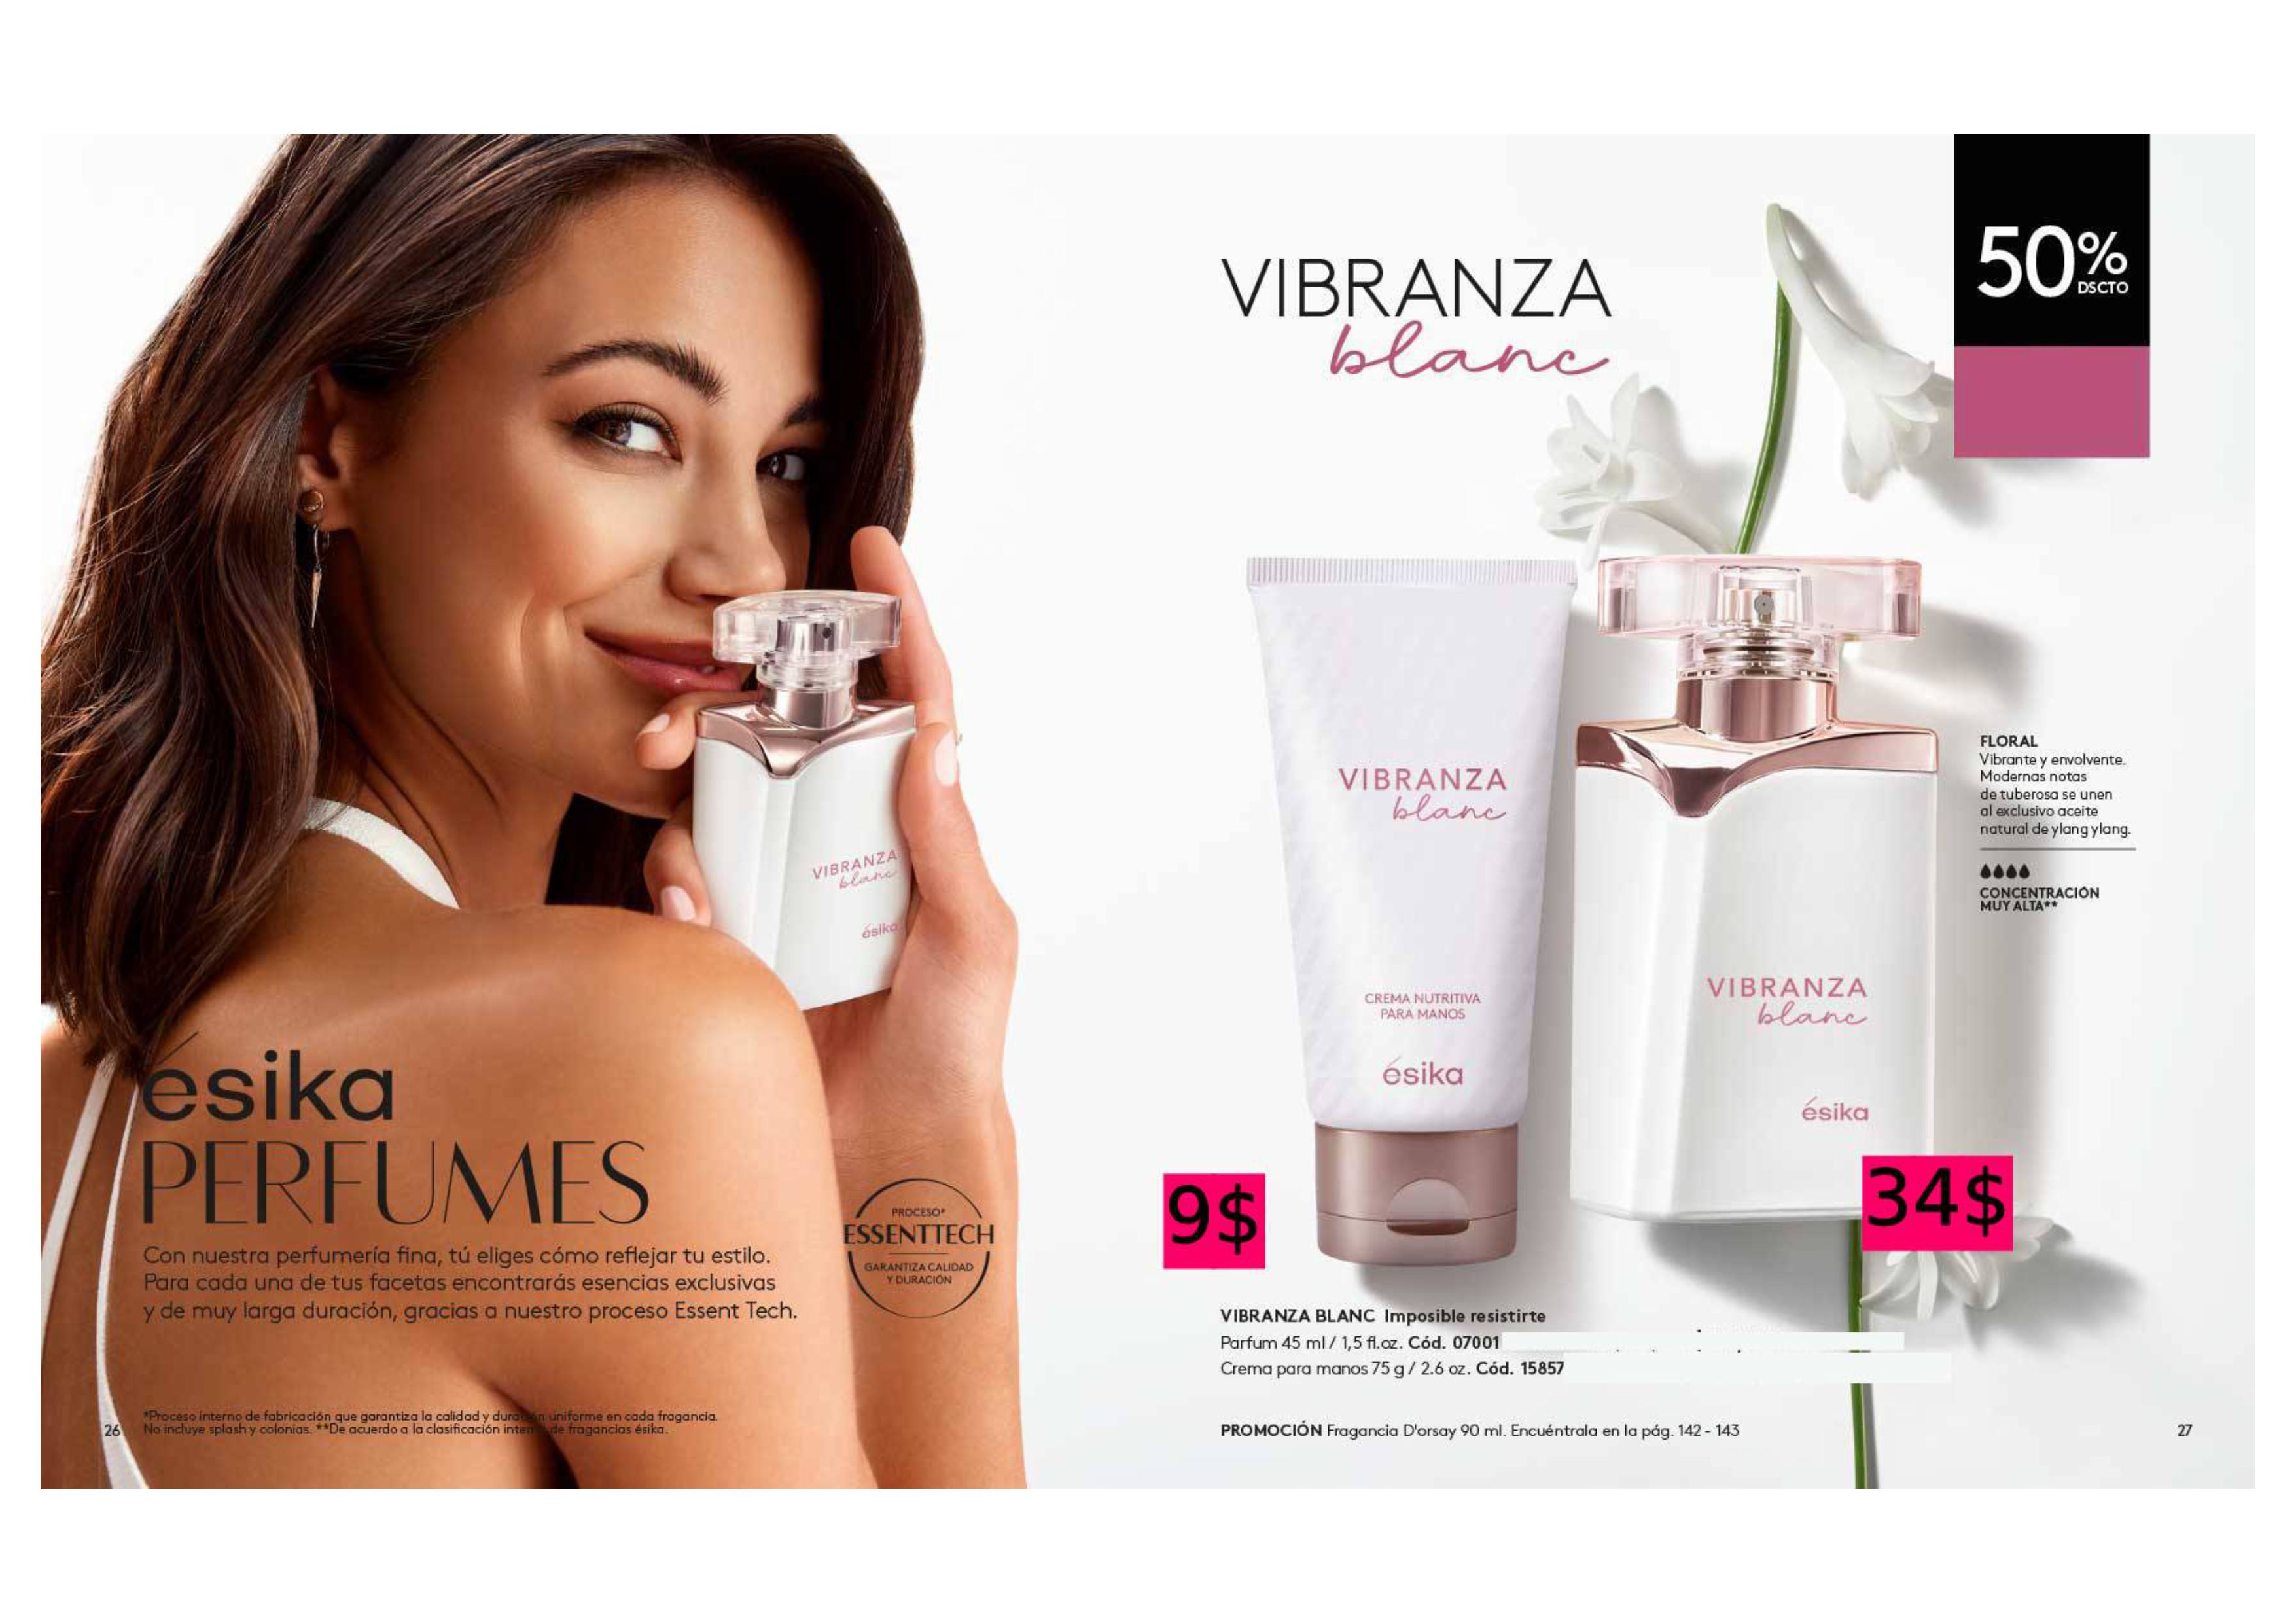 VIBRANZA
blanc
ésika
ésika
PERFUMES
Con nuestra perfumería fina, tú eliges cómo reflejar tu estilo.
Para cada una de tus facetas encontrarás esencias exclusivas
y de muy larga duración, gracias a nuestro proceso Essent Tech.
PROCESO*
ESSENTTECH
GARANTIZA CALIDAD
Y DURACIÓN
*Proceso interno de fabricación que garantiza la calidad y duración uniforme en cada fragancia.
No incluye splash y colonias. **De acuerdo a la clasificación interna de fragancias ésika.
26
VIBRANZA
blanc
50%
DSCTO
VIBRANZA
blanc
CREMA NUTRITIVA
PARA MANOS
ésika
VIBRANZA
blanc
ésika
FLORAL
Vibrante y envolvente.
Modernas notas
de tuberosa se unen
al exclusivo aceite
natural de ylang ylang.
CONCENTRACIÓN
MUY ALTA**
9$
34$
VIBRANZA BLANC Imposible resistirte
Parfum 45 ml / 1,5 fl.oz. Cód. 07001
Crema para manos 75 g / 2.6 oz. Cód. 15857
PROMOCIÓN Fragancia D'orsay 90 ml. Encuéntrala en la pág. 142 - 143
27